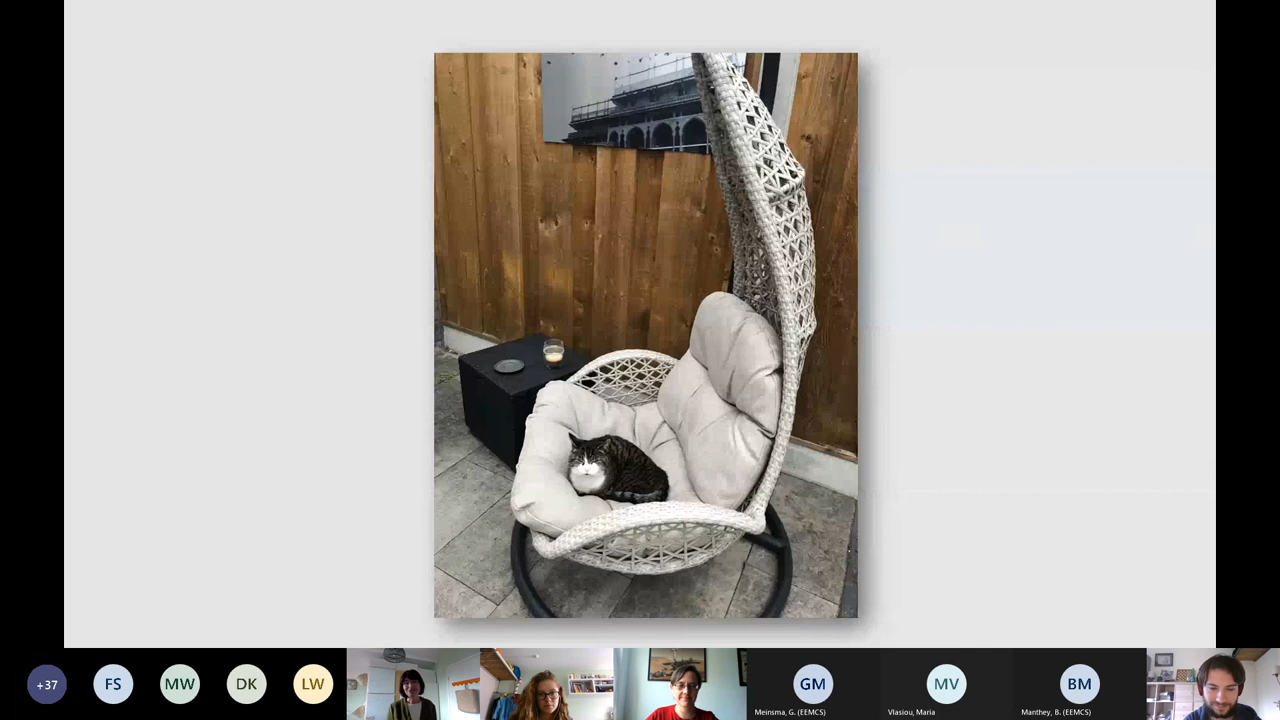 +37
FS
MW
DK
LW
GM
Meinsma, G. (EEMCS)
MV
Vlasiou, Maria
BM
Manthey, B. (EEMCS)